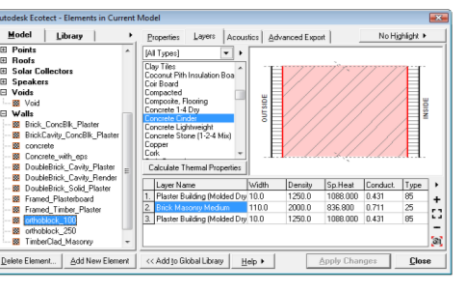 utodesk Ecotect - Elements in Current Model
Model Library
Points
Roofs
Solar Collectors
Speakers
Voids
Void
Walls
Brick_ConcBlk_Plaster
BrickCavity_ConcBlk_Plaster
concrete
Concrete_with_eps
DoubleBrick_Cavity_Plaster
DoubleBrick_Cavity_Render
DoubleBrick_Solid_Plaster
Framed_Plasterboard
Framed_Timber_Plaster
orthoblock_100
orthoblock_250
TimberClad_Masonry
Delete Element... Add New Element
Properties Layers Acoustics Advanced Export No Highlight
[All Types]
Clay Tiles
Coconut Pith Insulation Boa
Coir Board
Compacted
Composite, Flooring
Concrete 1-4 Dry
Concrete Cinder
Concrete Lightweight
Concrete Stone (1-2-4 Mix)
Copper
Cork
Calculate Thermal Properties
OUTSIDE
INSIDE
Layer Name Width Density Sp.Heat Conduct. Type
1. Plaster Building (Molded Dry 10.0 1250.0 1088.000 0.431 85
2. Brick Masonry Medium 110.0 2000.0 836.800 0.711 25
3. Plaster Building (Molded Dry 10.0 1250.0 1088.000 0.431 85
<< Add to Global Library Help Apply Changes Close